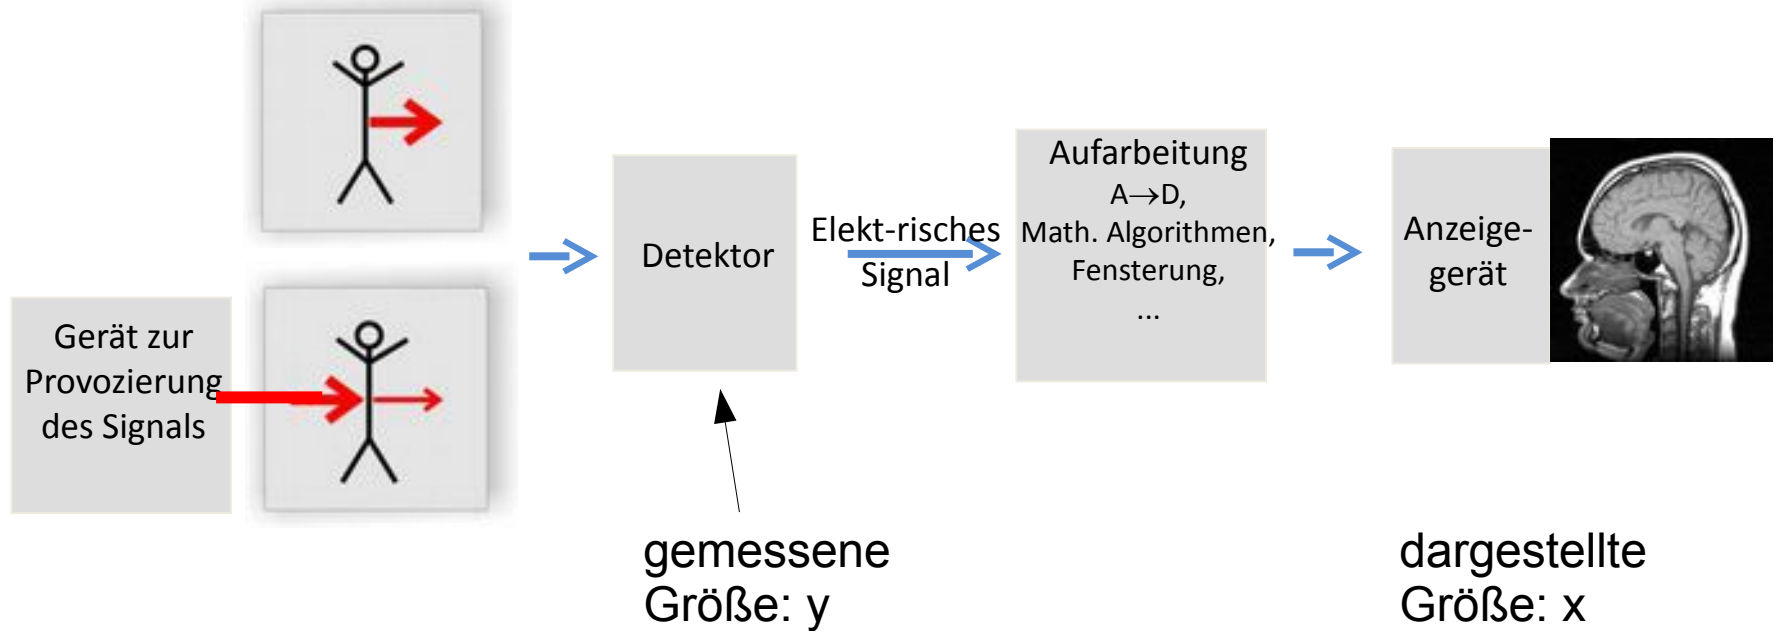 Gerät zur
Provozierung
des Signals
Detektor
Elekt-risches
Signal
Aufarbeitung
A→D,
Math. Algorithmen,
Fensterung,
...
Anzeige-
gerät
gemessene
Größe: y
dargestellte
Größe: x